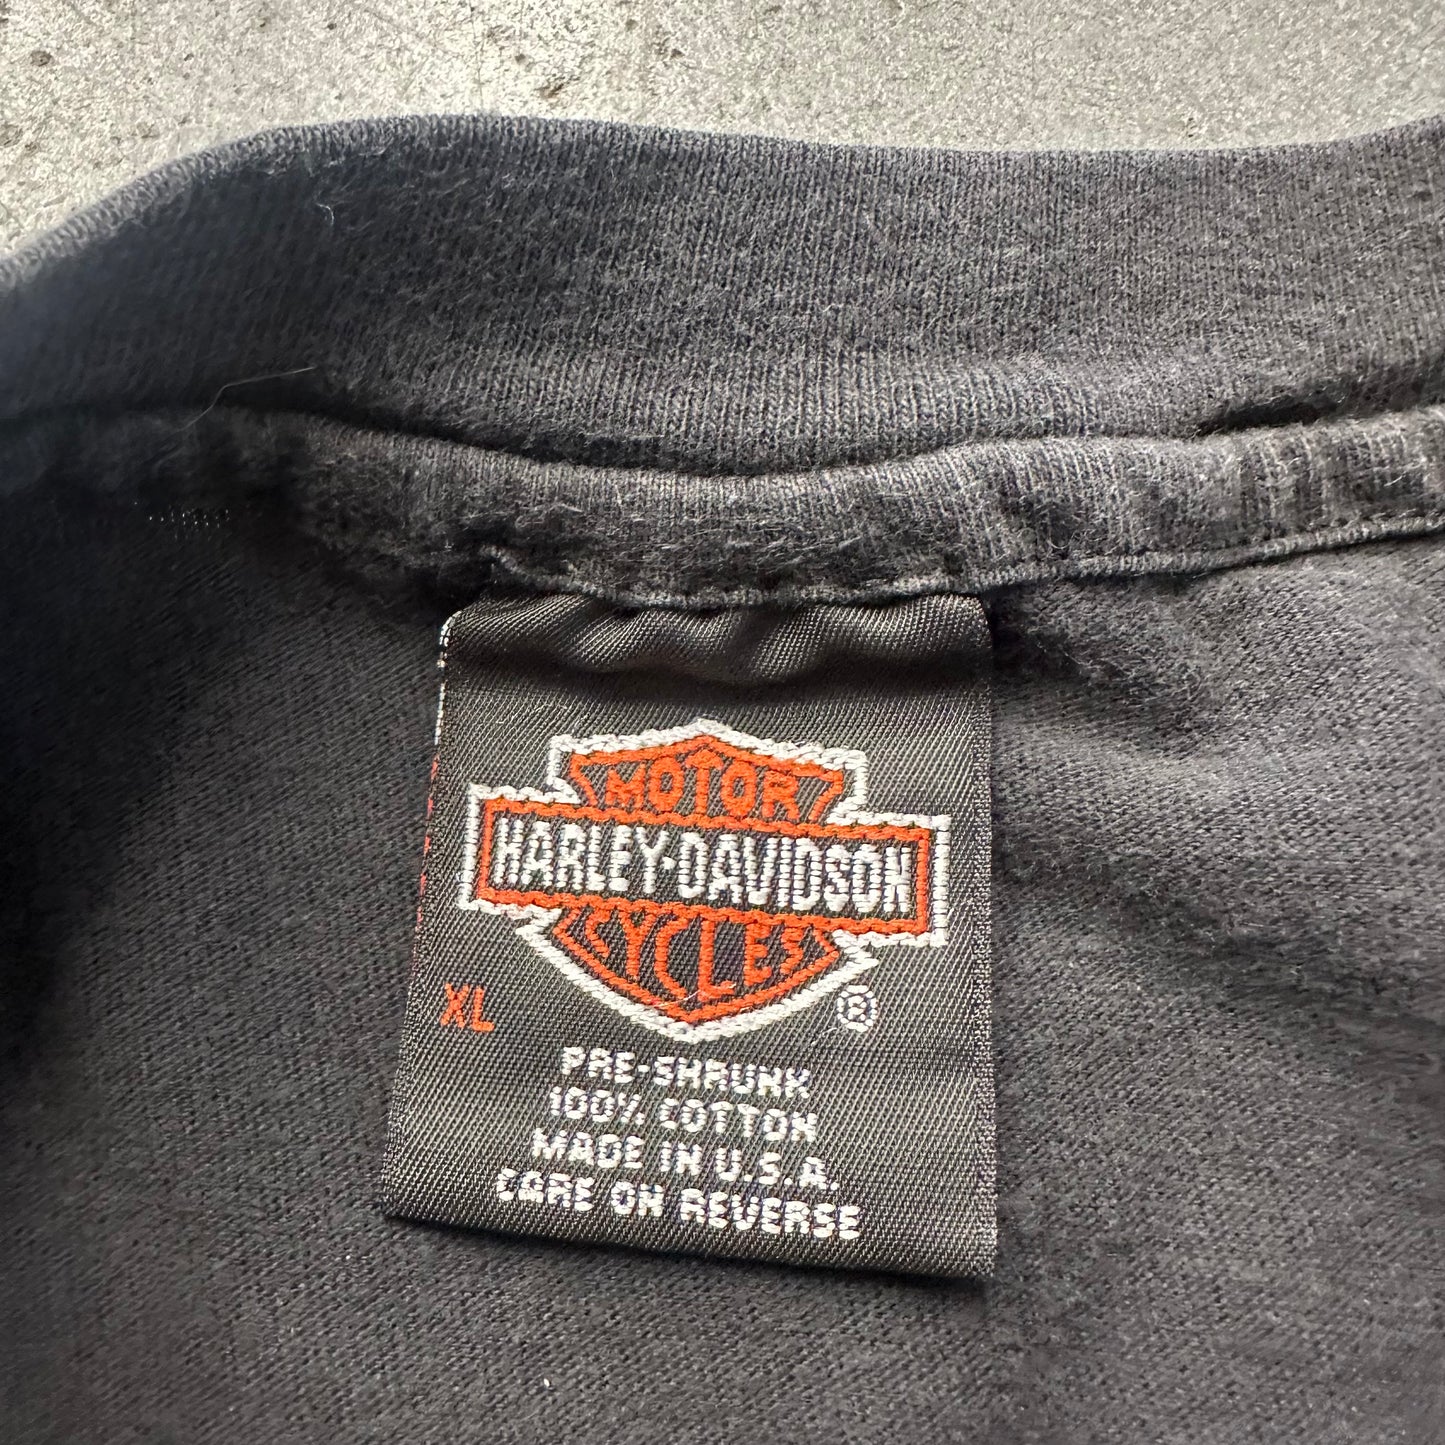 MOTOR
HARLEY-DAVIDSON
CYCLES
®
XL
PRE-SHRUNK
100% COTTON
MADE IN U.S.A.
CARE ON REVERSE